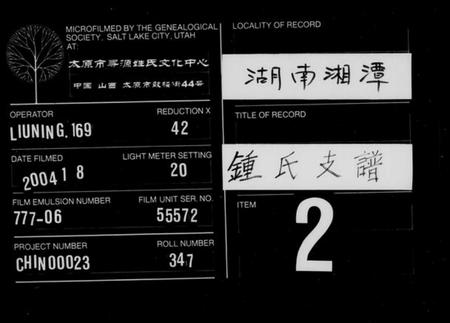 MICROFILMED BY THE GENEALOGICAL
SOCIETY, SALT LAKE CITY, UTAH
AT:
太原市尋源姓氏文化中心
中国 山西 太原市鼓楼街44号
OPERATOR
LIUNING.169
REDUCTION X
42
DATE FILMED
2004 1 8
LIGHT METER SETTING
20
FILM EMULSION NUMBER
777-06
FILM UNIT SER. NO.
55572
PROJECT NUMBER
CHIN00023
ROLL NUMBER
347
LOCALITY OF RECORD
湖南湘潭
TITLE OF RECORD
鍾氏支譜
ITEM
2